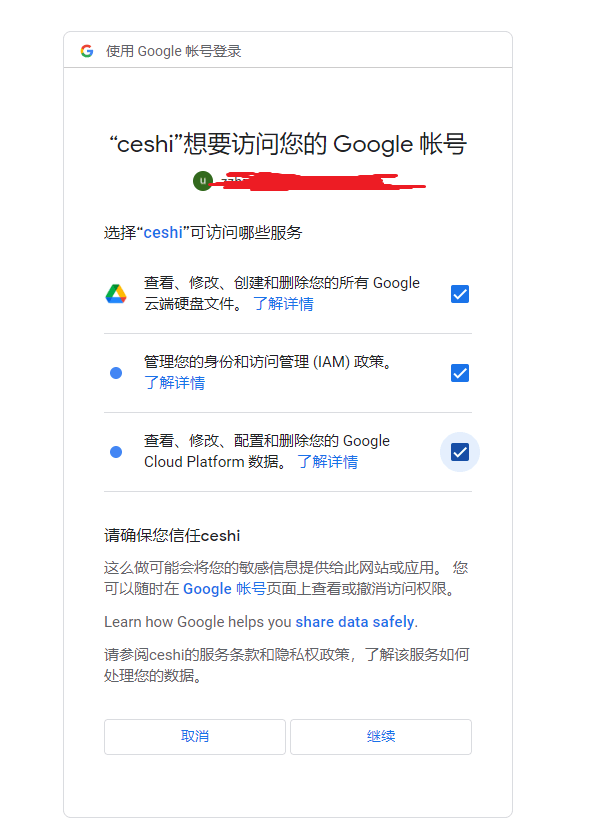 使用 Google 帐号登录
“ceshi”想要访问您的 Google 帐号
u
选择“ceshi”可访问哪些服务
查看、修改、创建和删除您的所有 Google
云端硬盘文件。 了解详情
管理您的身份和访问管理 (IAM) 政策。
了解详情
查看、修改、配置和删除您的 Google
Cloud Platform 数据。 了解详情
请确保您信任ceshi
这么做可能会将您的敏感信息提供给此网站或应用。 您
可以随时在 Google 帐号页面上查看或撤消访问权限。
Learn how Google helps you share data safely.
请参阅ceshi的服务条款和隐私权政策，了解该服务如何
处理您的数据。
取消
继续